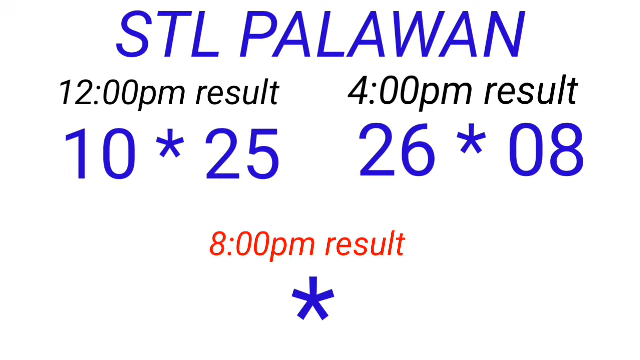 STL PALAWAN
12:00pm result
10 * 25
4:00pm result
26 * 08
8:00pm result
*